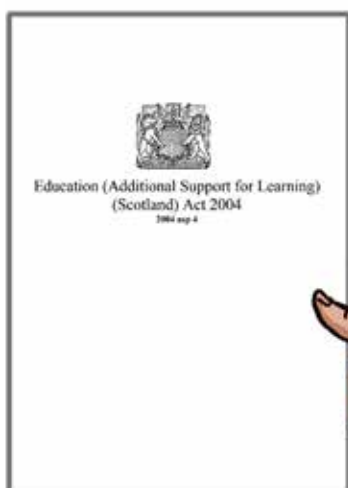 Education (Additional Support for Learning)
(Scotland) Act 2004
2004 asp 4